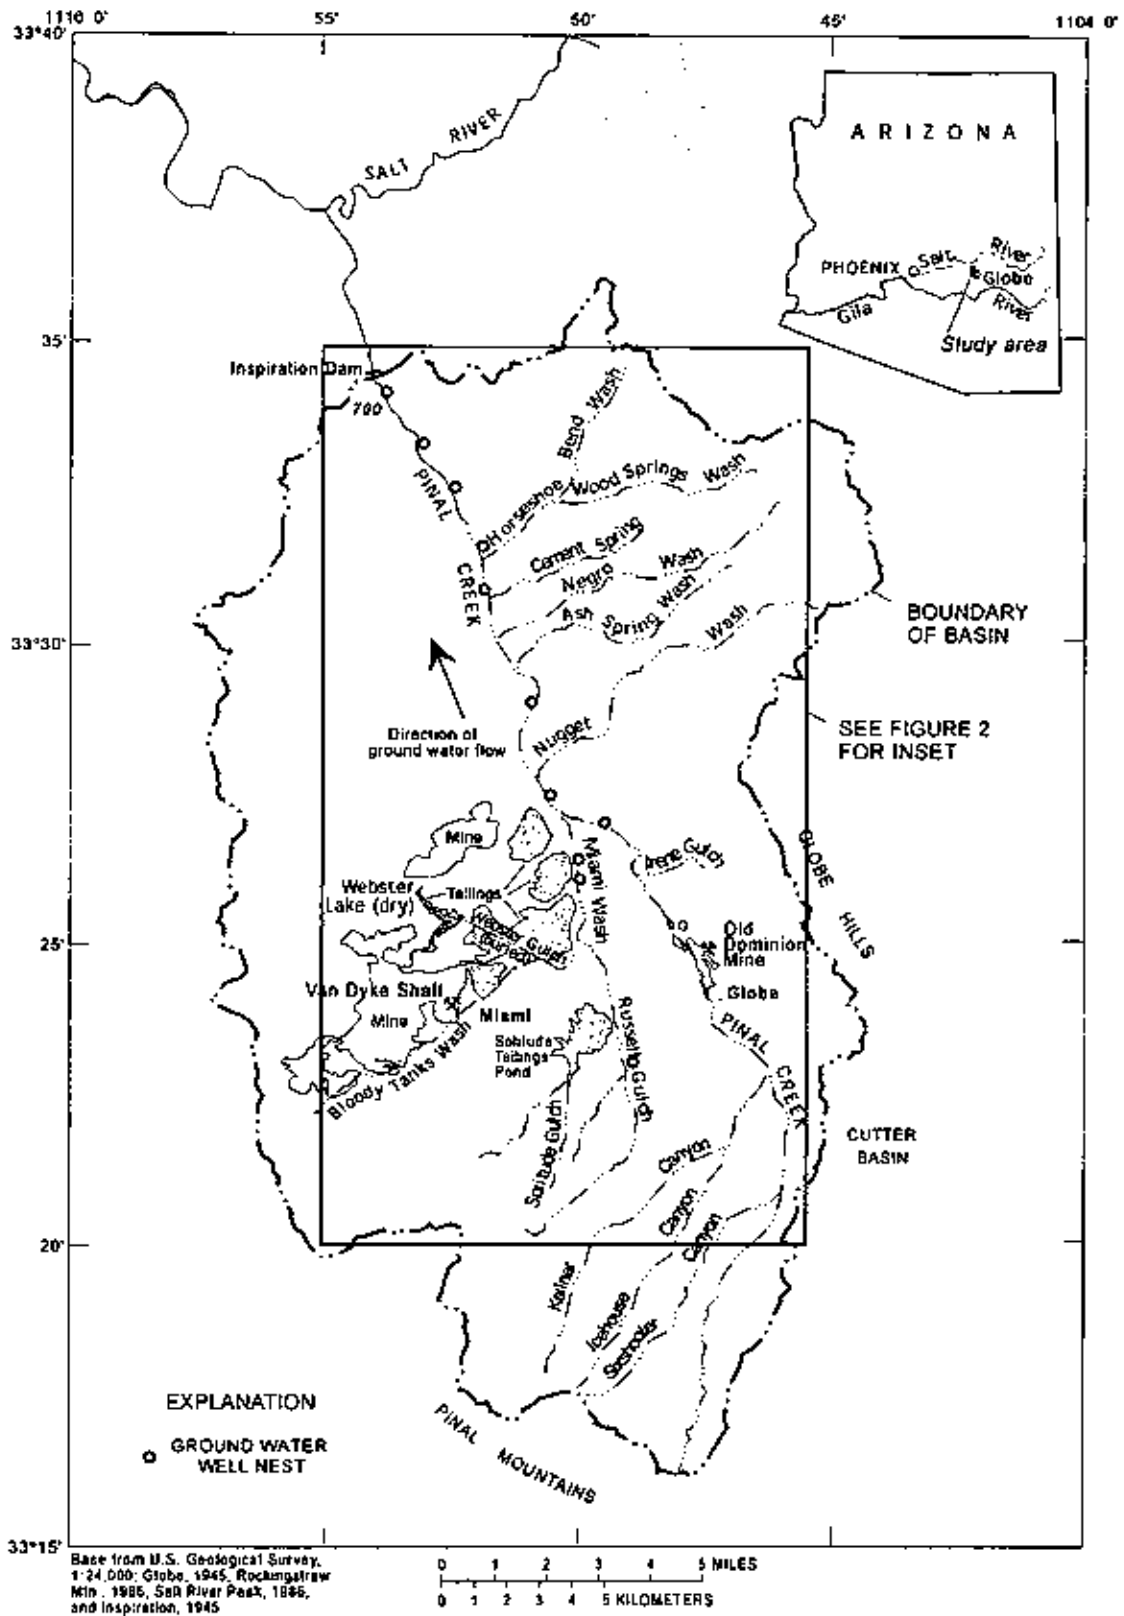 1116 0'
55'
60'
45'
1104 0'
33°40'
SALT RIVER
ARIZONA
PHOENIX
Salt River
Globe
Gila River
Study area
35'
Inspiration Dam
700
PINAL CREEK
Horseshoe Bend Wash
Wood Springs Wash
Cement Spring
Negro Wash
Ash Spring Wash
BOUNDARY
OF BASIN
33°30'
Direction of
ground water flow
Nugget Wash
SEE FIGURE 2
FOR INSET
Mine
Miami Wash
Irene Gulch
GLOBE HILLS
Tailings
Webster
Lake (dry)
Webster Gulch
(Buried)
25'
Old
Dominion
Mine
Globe
Van Dyke Shaft
Mine
Miami
Bloody Tanks Wash
Solitude
Tailings
Pond
Russell Gulch
PINAL CREEK
Solitude Gulch
CUTTER
BASIN
20'
Kellner Canyon
Icehouse Canyon
Sixshooter Canyon
EXPLANATION
GROUND WATER
WELL NEST
PINAL MOUNTAINS
33°15'
Base from U.S. Geological Survey,
1:24,000; Globe, 1945, Rockinstraw
Mtn., 1986, Salt River Peak, 1986,
and Inspiration, 1945
0 1 2 3 4 5 MILES
0 1 2 3 4 5 KILOMETERS